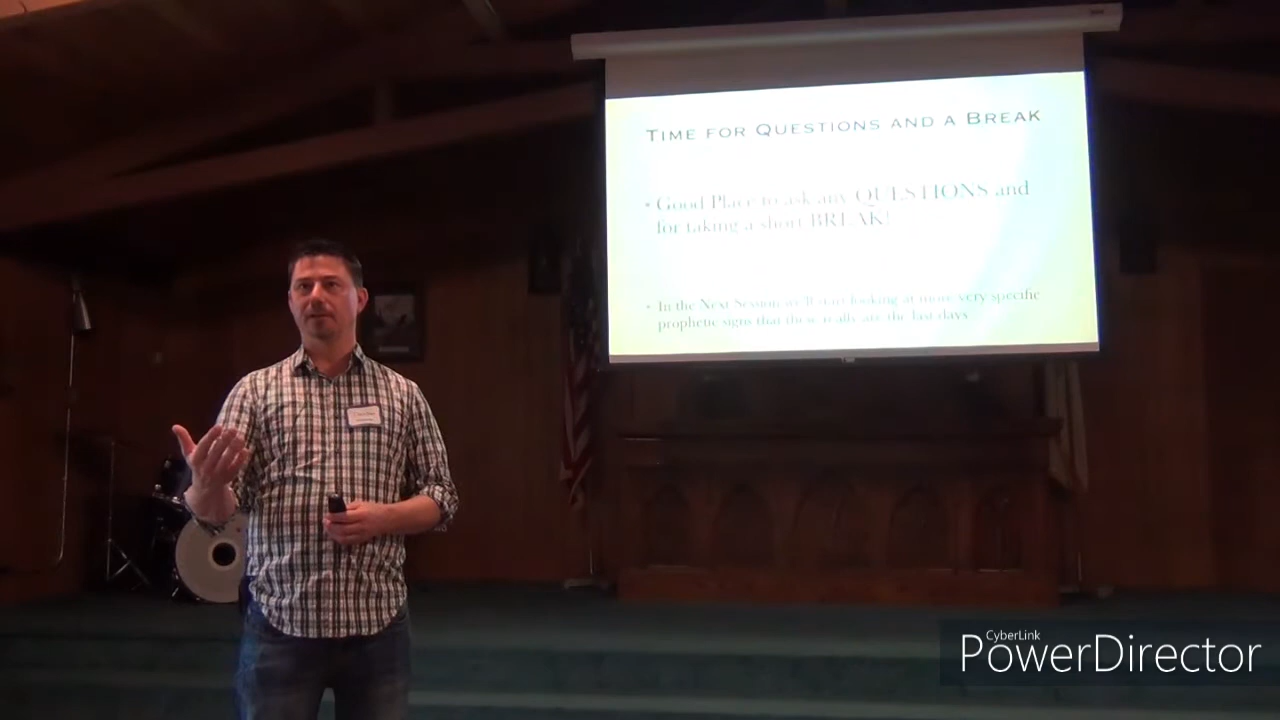 TIME FOR QUESTIONS AND A BREAK
• Good Place to ask any QUESTIONS and
for taking a short BREAK!
• In the Next Session we'll start looking at more very specific
prophetic signs that these really are the last days
CyberLink
PowerDirector